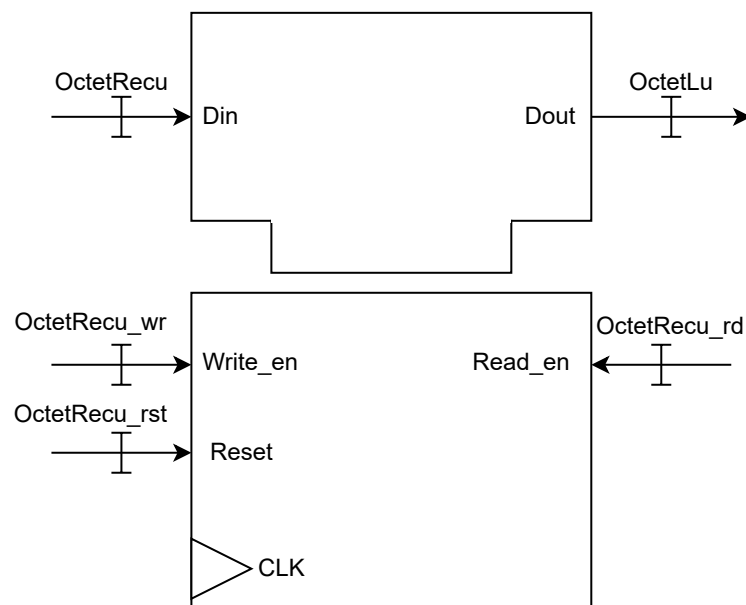 OctetRecu
OctetLu
Din
Dout
OctetRecu_wr
OctetRecu_rd
Write_en
Read_en
OctetRecu_rst
Reset
CLK